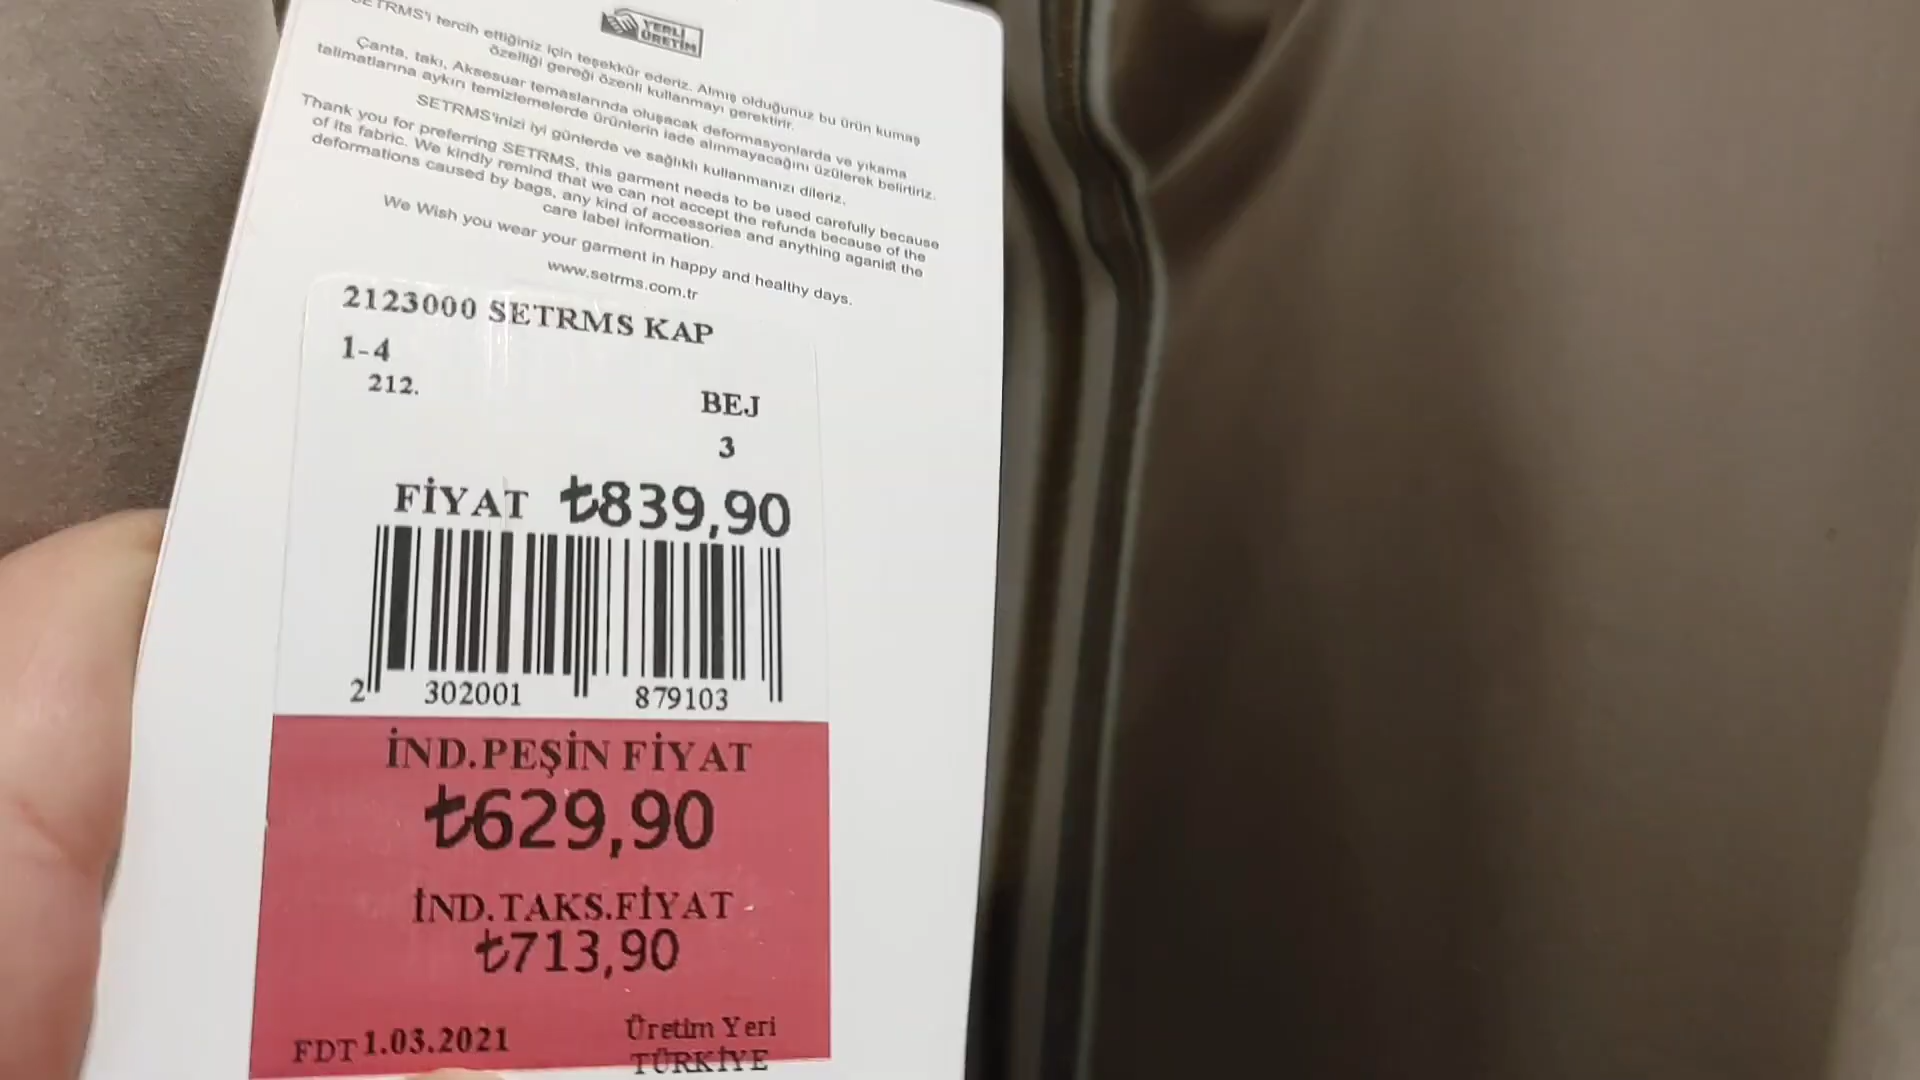 YERLİ
ÜRETİM
SETRMS'i tercih ettiğiniz için teşekkür ederiz. Almış olduğunuz bu ürün kumaş
özelliği gereği özenli kullanmayı gerektirir.
Çanta, takı, Aksesuar temaslarında oluşacak deformasyonlarda ve yıkama
talimatlarına aykırı temizlemelerde ürünlerin iade alınmayacağını üzülerek belirtiriz.
SETRMS'inizi iyi günlerde ve sağlıklı kullanmanızı dileriz.
Thank you for preferring SETRMS, this garment needs to be used carefully because
of its fabric. We kindly remind that we can not accept the refunds because of the
deformations caused by bags, any kind of accessories and anything aganist the
care label information.
We Wish you wear your garment in happy and healthy days.
www.setrms.com.tr
2123000 SETRMS KAP
1-4
212.
BEJ
3
FİYAT ₺839,90
2 302001 879103
İND.PEŞİN FİYAT
₺629,90
İND.TAKS.FİYAT
₺713,90
FDT 1.03.2021
Üretim Yeri
TÜRKİYE